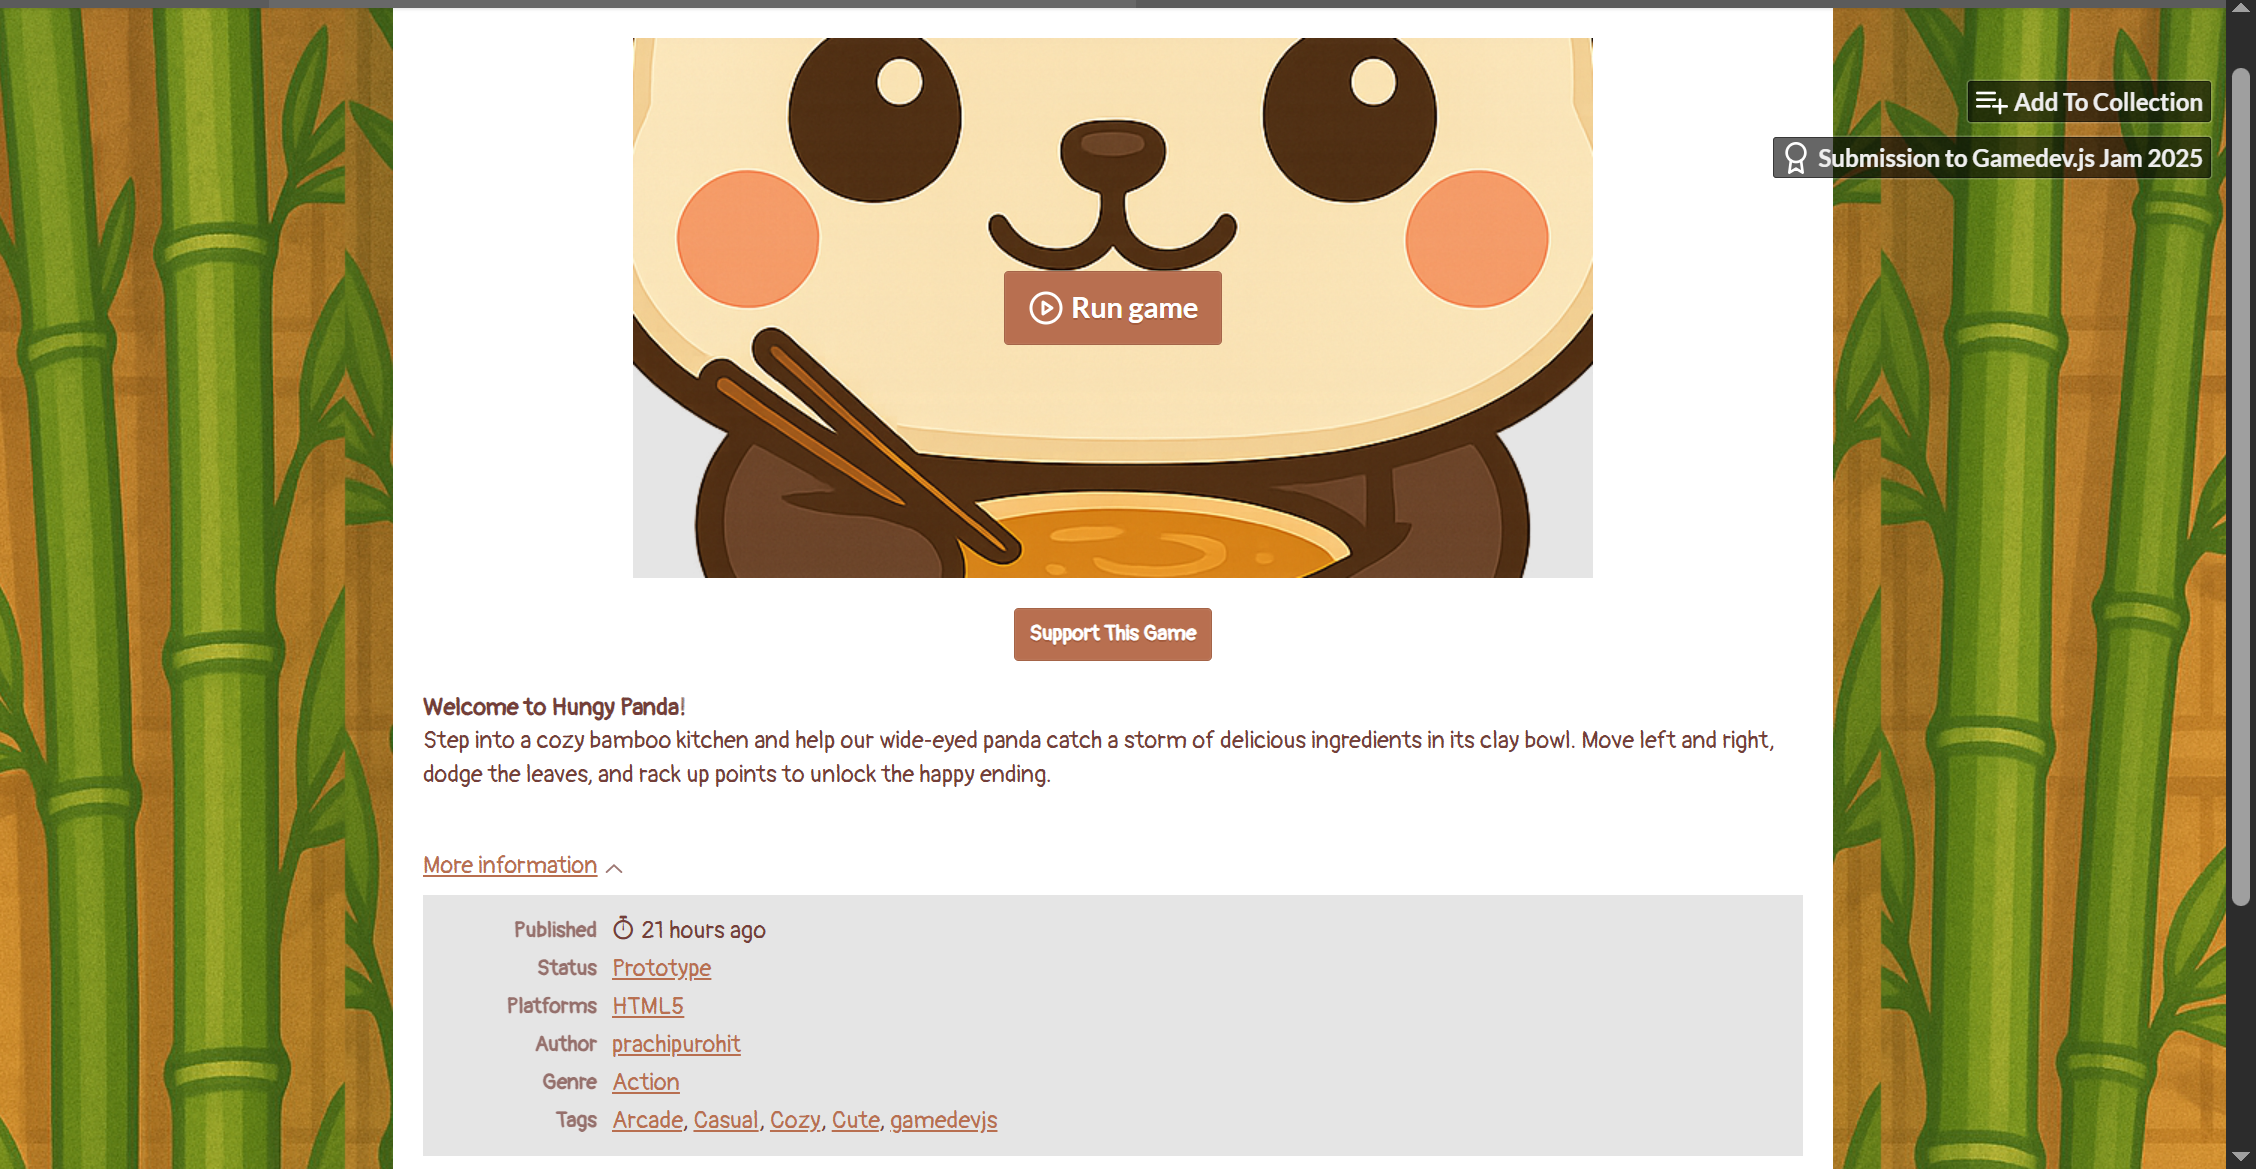 Add To Collection
Submission to Gamedev.js Jam 2025
Run game
Support This Game
Welcome to Hungy Panda!
Step into a cozy bamboo kitchen and help our wide-eyed panda catch a storm of delicious ingredients in its clay bowl. Move left and right,
dodge the leaves, and rack up points to unlock the happy ending.
More information
Published 21 hours ago
Status Prototype
Platforms HTML5
Author prachipurohit
Genre Action
Tags Arcade, Casual, Cozy, Cute, gamedevjs